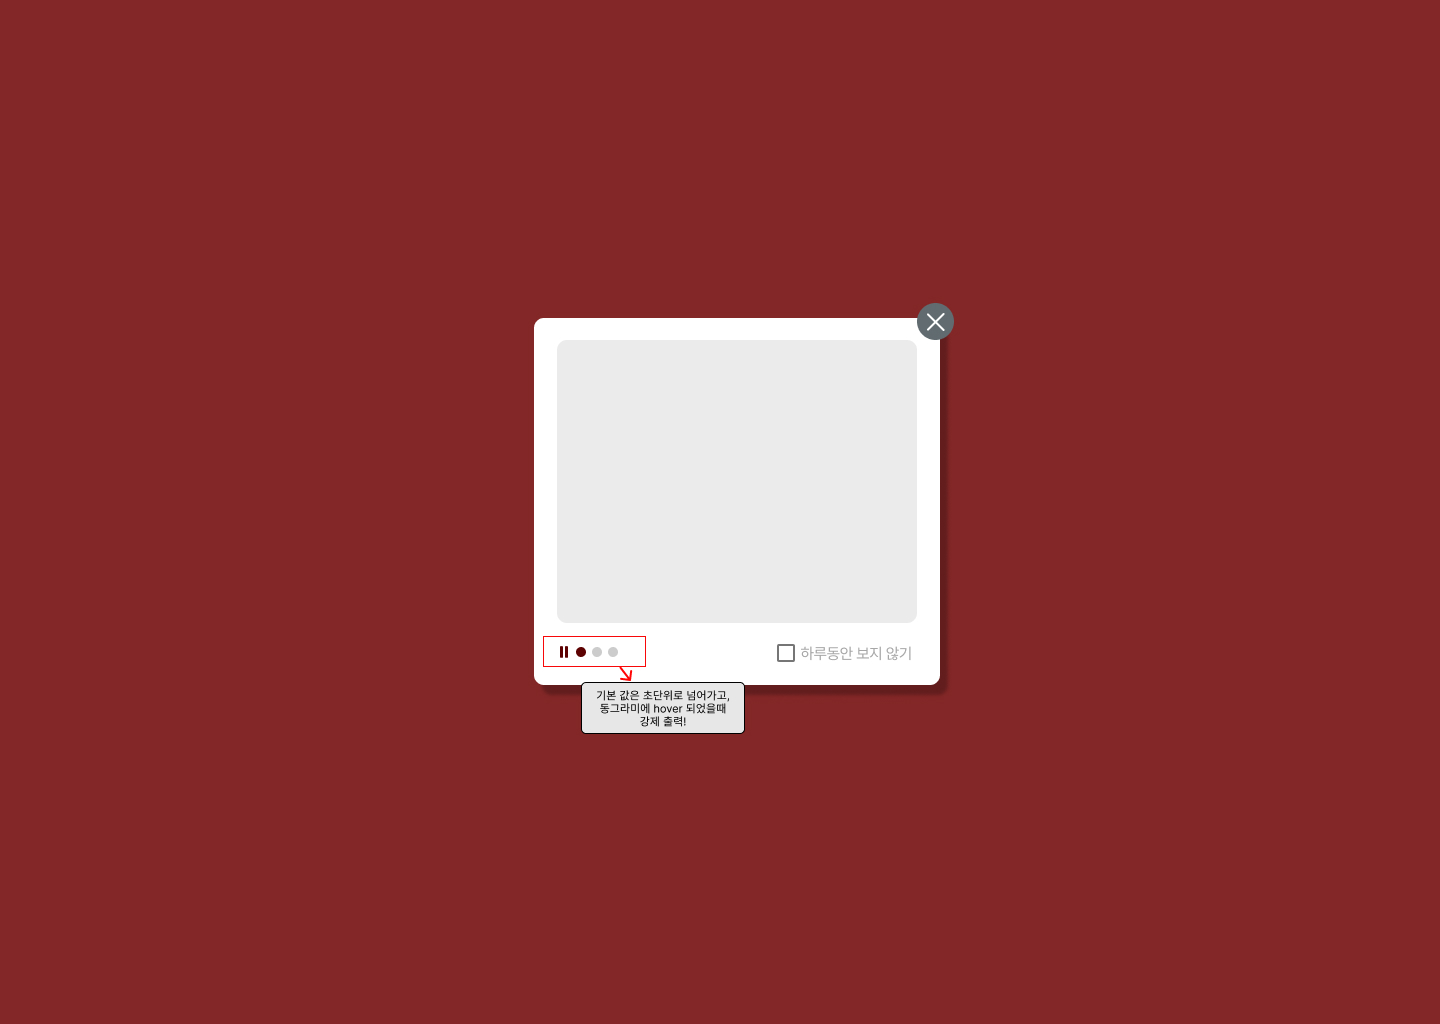 하루동안 보지 않기
기본 값은 초단위로 넘어가고,
동그라미에 hover 되었을때
강제 출력!